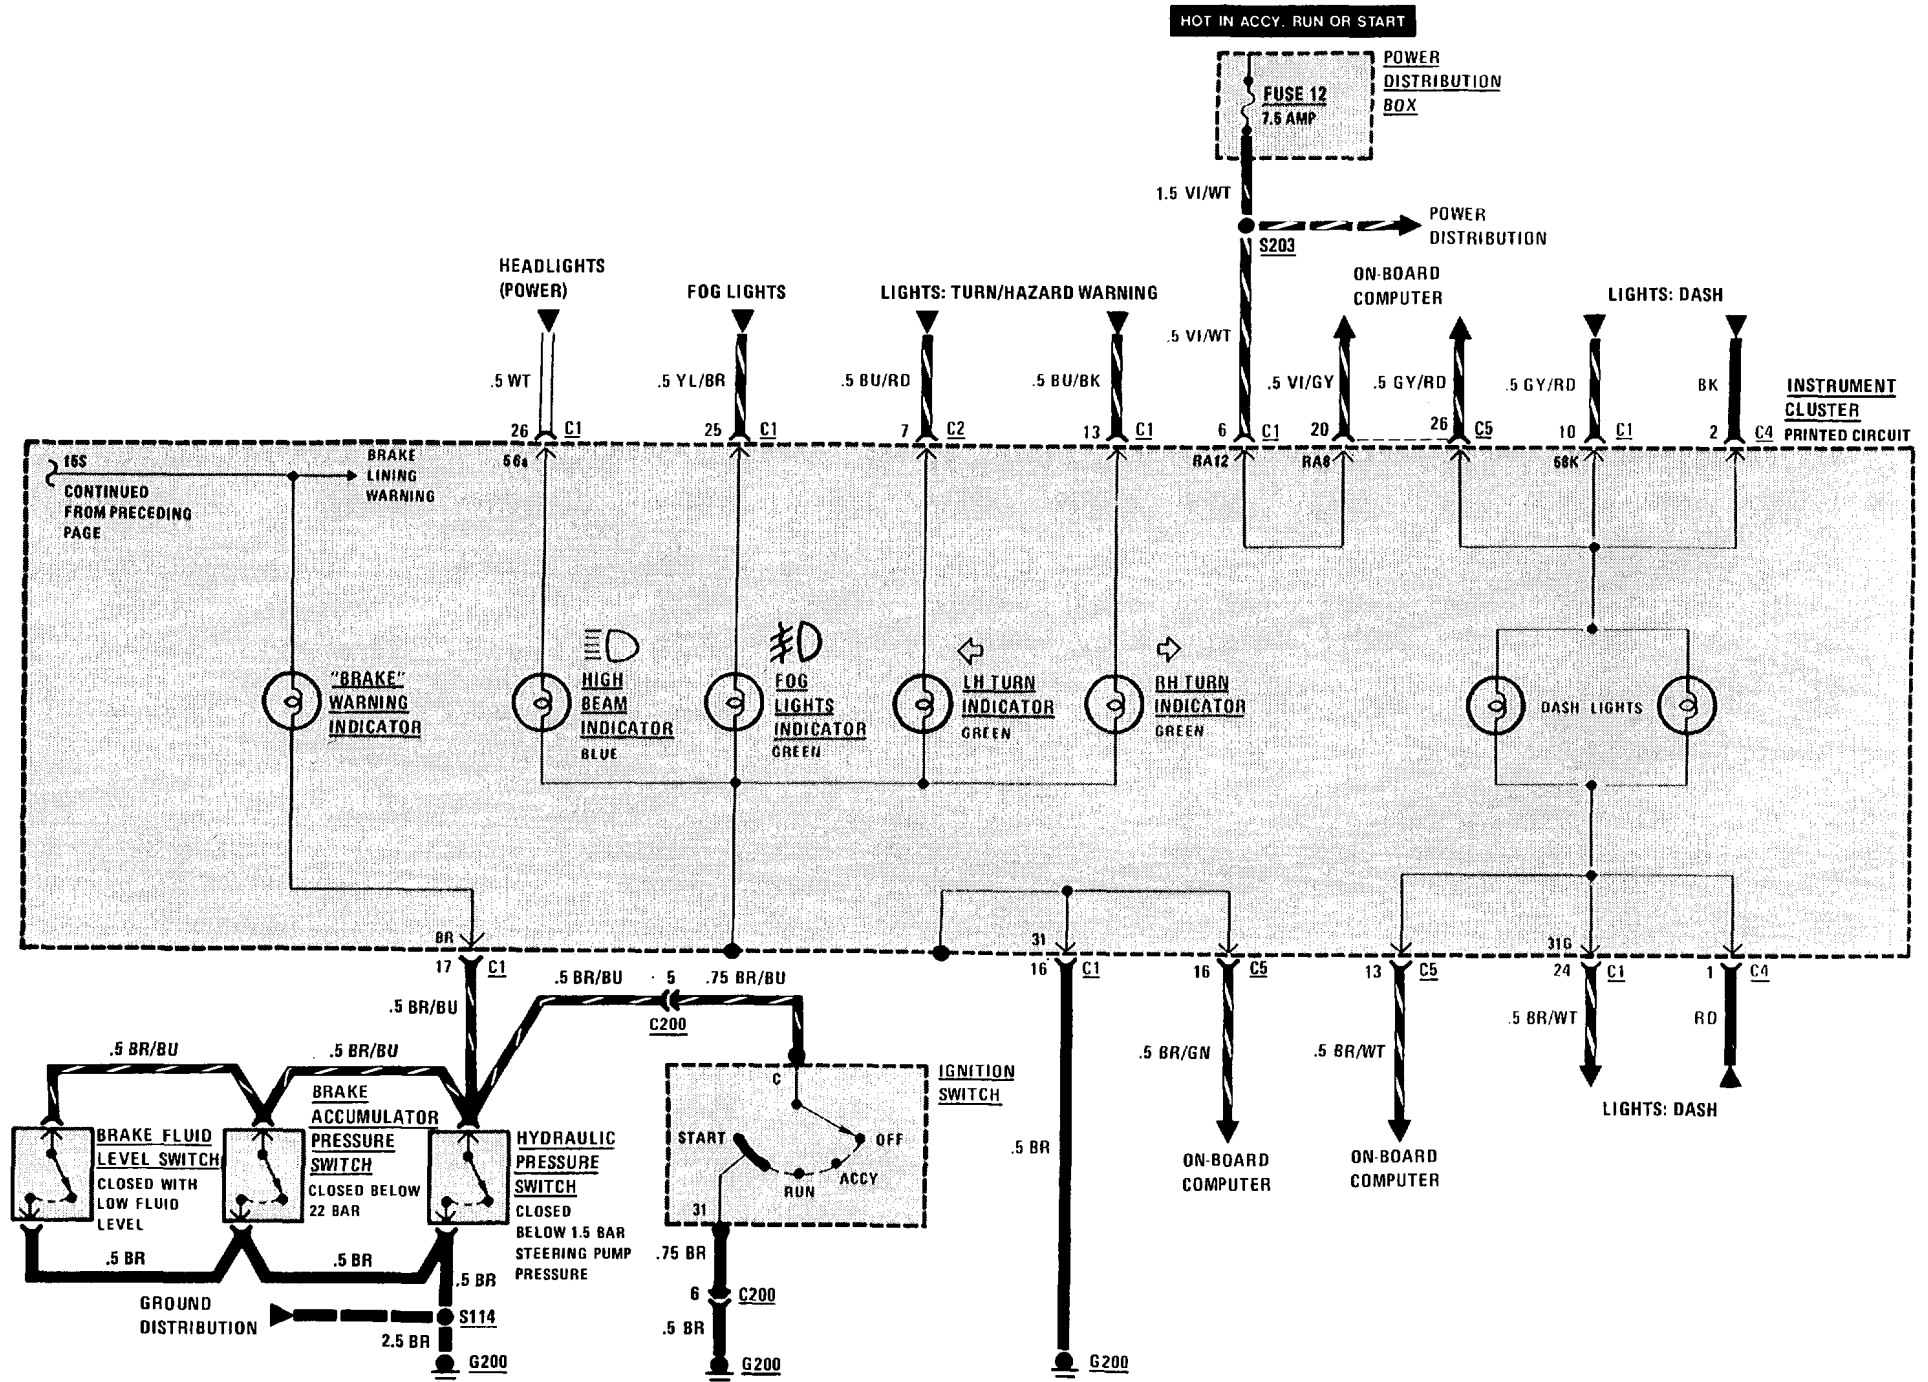 HOT IN ACCY. RUN OR START
POWER
DISTRIBUTION
BOX
FUSE 12
7.5 AMP
1.5 VI/WT
POWER
DISTRIBUTION
S203
HEADLIGHTS
(POWER)
FOG LIGHTS
LIGHTS: TURN/HAZARD WARNING
ON-BOARD
COMPUTER
LIGHTS: DASH
.5 WT
.5 YL/BR
.5 BU/RD
.5 BU/BK
.5 VI/WT
.5 VI/GY
.5 GY/RD
.5 GY/RD
BK
INSTRUMENT
CLUSTER
PRINTED CIRCUIT
26 C1
25 C1
7 C2
13 C1
6 C1
20
26 C5
10 C1
2 C4
15S
CONTINUED
FROM PRECEDING
PAGE
BRAKE
LINING
WARNING
56a
RA12
RA8
58K
"BRAKE"
WARNING
INDICATOR
HIGH
BEAM
INDICATOR
BLUE
FOG
LIGHTS
INDICATOR
GREEN
LH TURN
INDICATOR
GREEN
RH TURN
INDICATOR
GREEN
DASH LIGHTS
BR
31
31G
17 C1
16 C1
16 C5
13 C5
24 C1
1 C4
.5 BR/BU
.5 BR/BU
5
.75 BR/BU
C200
.5 BR/BU
.5 BR/BU
.5 BR
.5 BR/GN
.5 BR/WT
.5 BR/WT
RD
LIGHTS: DASH
ON-BOARD
COMPUTER
ON-BOARD
COMPUTER
BRAKE FLUID
LEVEL SWITCH
CLOSED WITH
LOW FLUID
LEVEL
BRAKE
ACCUMULATOR
PRESSURE
SWITCH
CLOSED BELOW
22 BAR
HYDRAULIC
PRESSURE
SWITCH
CLOSED
BELOW 1.5 BAR
STEERING PUMP
PRESSURE
IGNITION
SWITCH
C
START
OFF
ACCY
RUN
31
.5 BR
.5 BR
.5 BR
GROUND
DISTRIBUTION
S114
2.5 BR
G200
.75 BR
6 C200
.5 BR
G200
G200